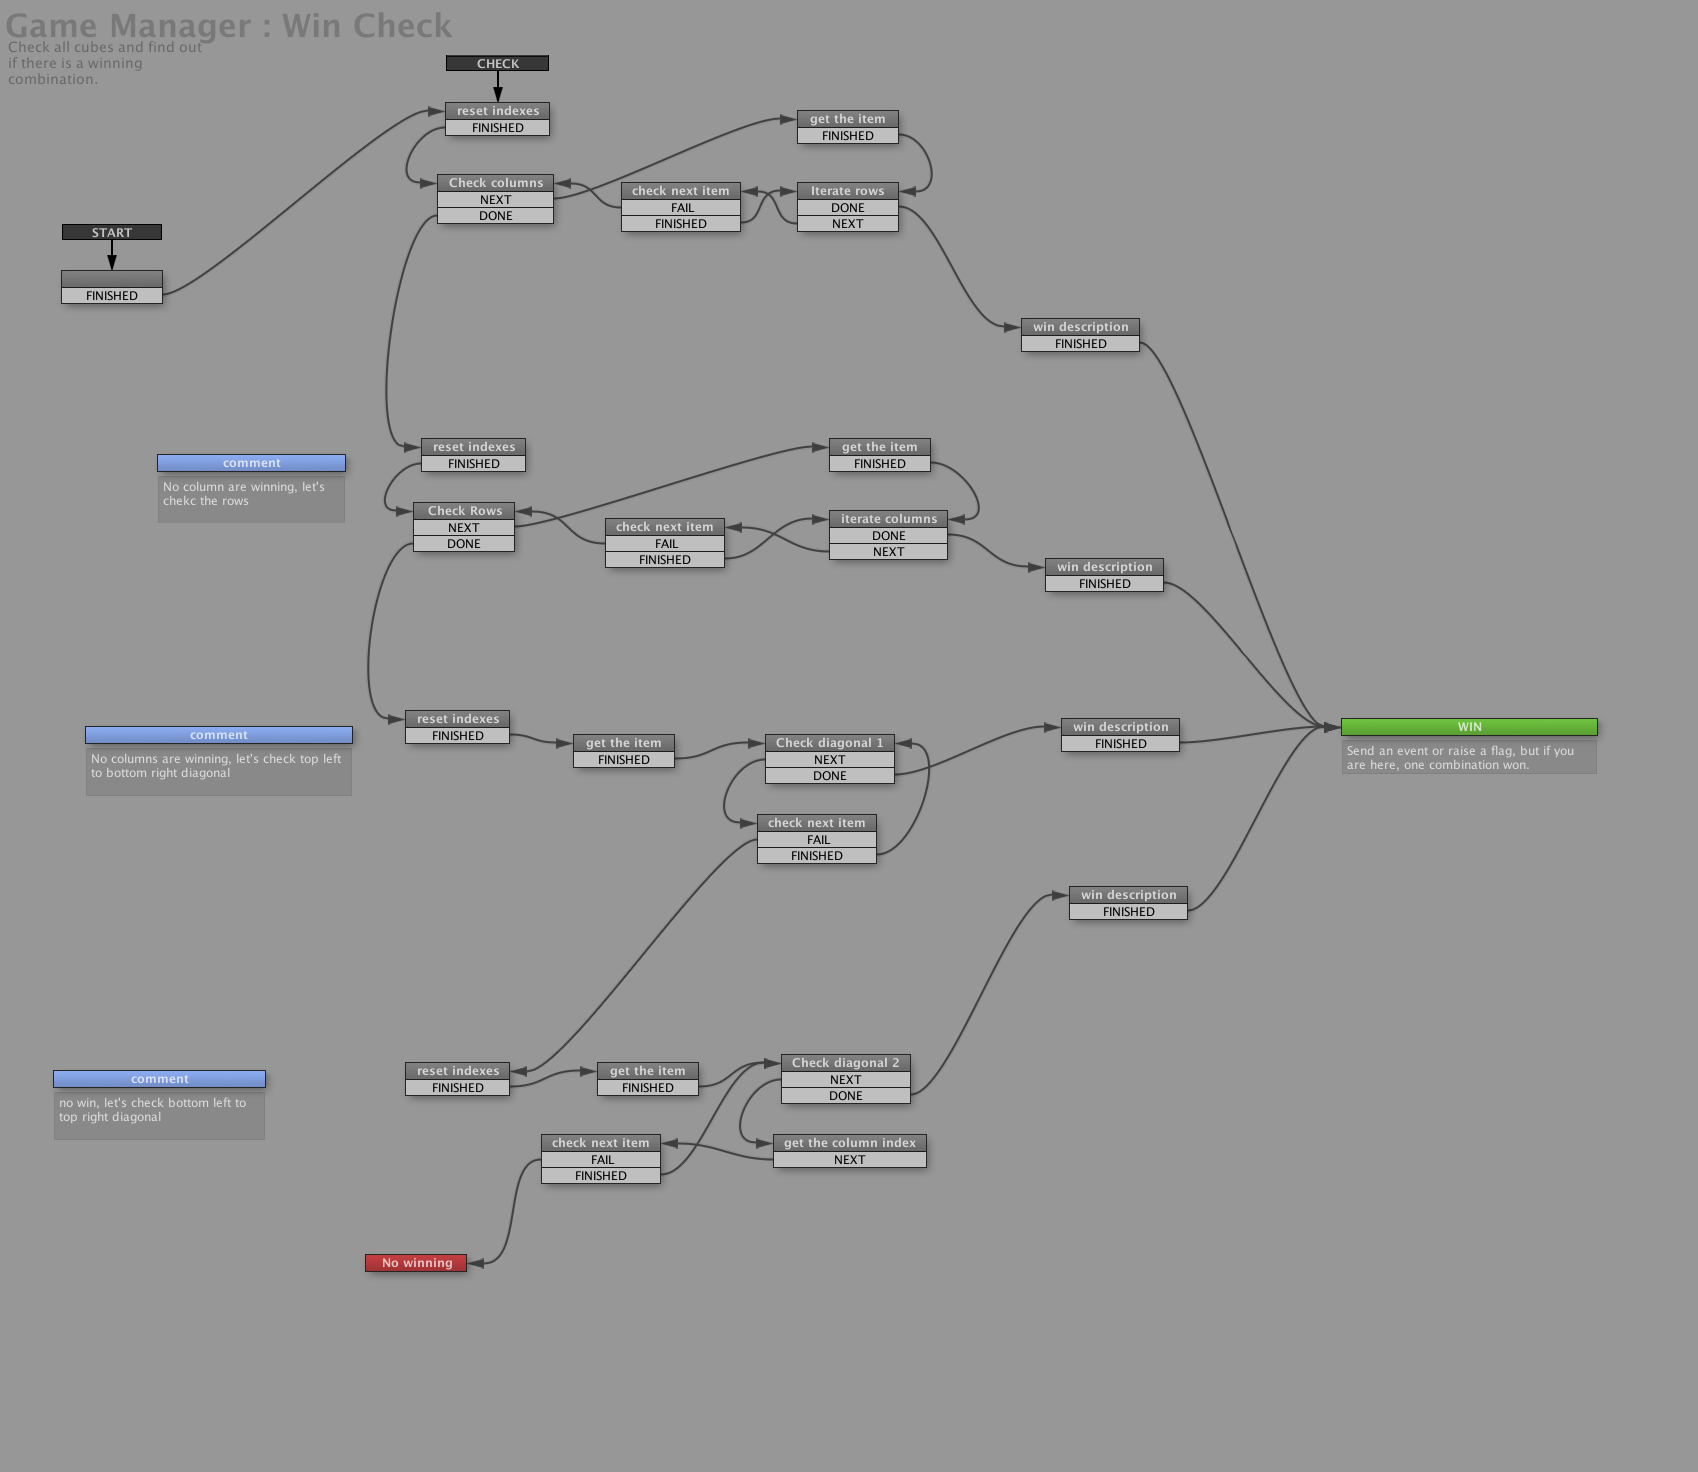 Game Manager : Win Check
Check all cubes and find out
if there is a winning
combination.
CHECK
reset indexes
FINISHED
get the item
FINISHED
Check columns
NEXT
DONE
check next item
FAIL
FINISHED
Iterate rows
DONE
NEXT
START
FINISHED
win description
FINISHED
reset indexes
FINISHED
get the item
FINISHED
comment
No column are winning, let's
chekc the rows
Check Rows
NEXT
DONE
check next item
FAIL
FINISHED
iterate columns
DONE
NEXT
win description
FINISHED
reset indexes
FINISHED
comment
No columns are winning, let's check top left
to bottom right diagonal
get the item
FINISHED
Check diagonal 1
NEXT
DONE
win description
FINISHED
WIN
Send an event or raise a flag, but if you
are here, one combination won.
check next item
FAIL
FINISHED
win description
FINISHED
comment
no win, let's check bottom left to
top right diagonal
reset indexes
FINISHED
get the item
FINISHED
Check diagonal 2
NEXT
DONE
check next item
FAIL
FINISHED
get the column index
NEXT
No winning